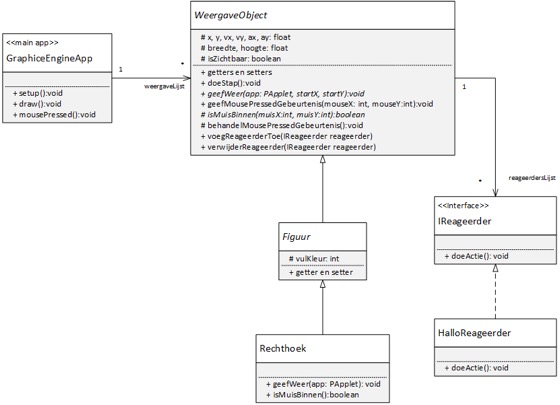 <<main app>>
GraphiceEngineApp
+ setup():void
+ draw():void
+ mousePressed():void
1
*
weergaveLijst
WeergaveObject
# x, y, vx, vy, ax, ay: float
# breedte, hoogte: float
# isZichtbaar: boolean
+ getters en setters
+ doeStap():void
+ geefWeer(app: PApplet, startX, startY):void
+ geefMousePressedGebeurtenis(mouseX: int, mouseY:int):void
# isMuisBinnen(muisX:int, muisY:int):boolean
# behandelMousePressedGebeurtenis():void
+ voegReageerderToe(IReageerder reageerder)
+ verwijderReageerder(IReageerder reageerder)
1
*
reageerdersLijst
<<Interface>>
IReageerder
+ doeActie(): void
Figuur
# vulKleur: int
+ getter en setter
HalloReageerder
+ doeActie(): void
Rechthoek
+ geefWeer(app: PApplet): void
+ isMuisBinnen():boolean